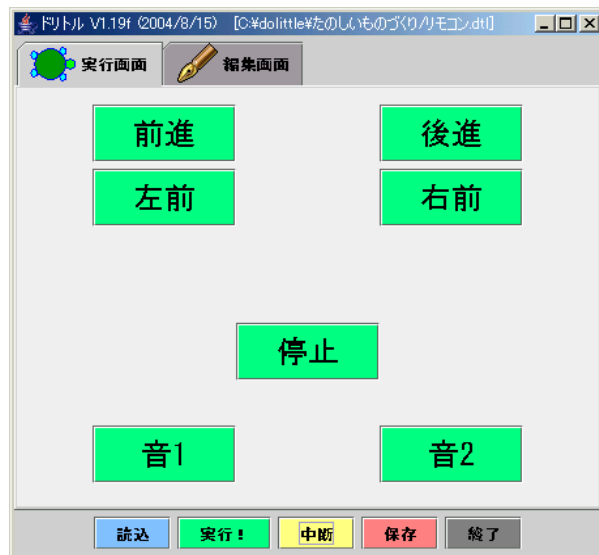 ドリトル V1.19f (2004/8/15) [C:¥dolittle¥たのしいものづくり/リモコン.dtl]
実行画面 編集画面
前進 後進
左前 右前
停止
音1 音2
読込 実行! 中断 保存 終了